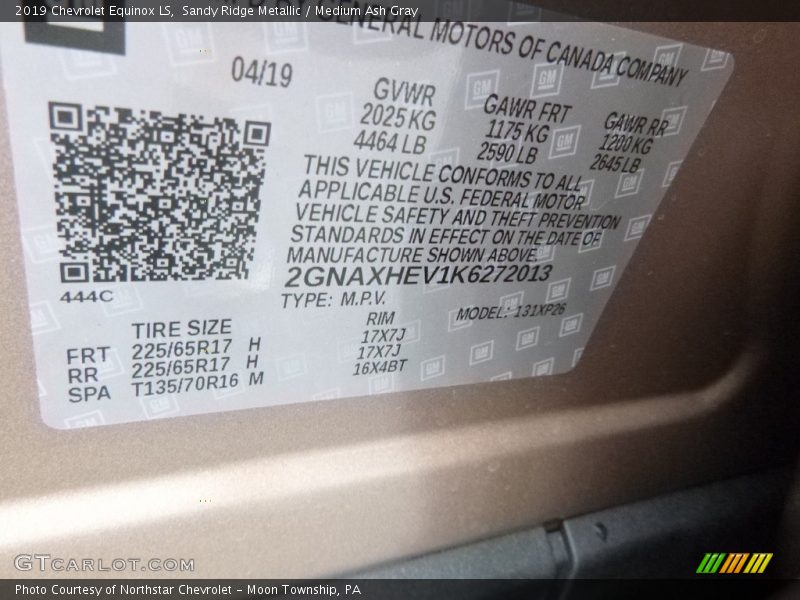 2019 Chevrolet Equinox LS, Sandy Ridge Metallic / Medium Ash Gray
BY GENERAL MOTORS OF CANADA COMPANY
04/19
GVWR GAWR FRT GAWR RR
2025 KG 1175 KG 1200 KG
4464 LB 2590 LB 2645 LB
THIS VEHICLE CONFORMS TO ALL
APPLICABLE U.S. FEDERAL MOTOR
VEHICLE SAFETY AND THEFT PREVENTION
STANDARDS IN EFFECT ON THE DATE OF
MANUFACTURE SHOWN ABOVE.
2GNAXHEV1K6272013
444C
TYPE: M.P.V. MODEL: 131XP26
TIRE SIZE RIM
FRT 225/65R17 H 17X7J
RR 225/65R17 H 17X7J
SPA T135/70R16 M 16X4BT
GTCARLOT.COM
Photo Courtesy of Northstar Chevrolet - Moon Township, PA